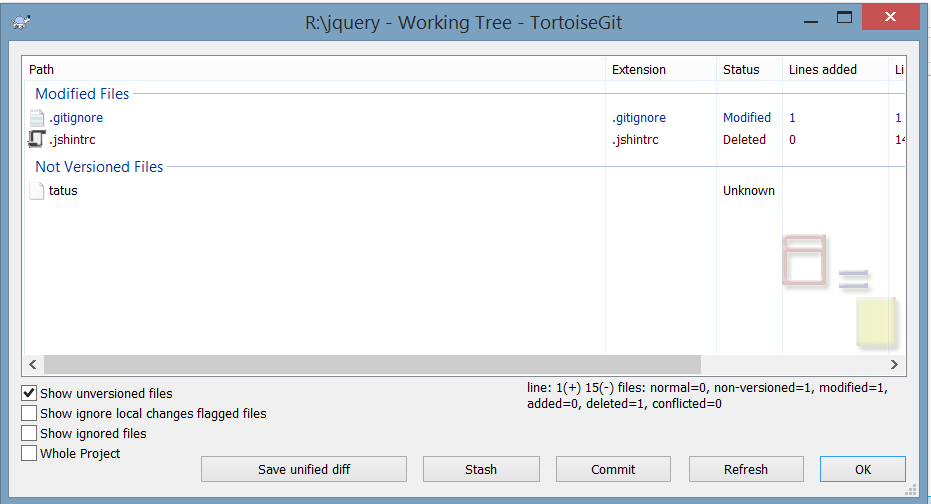 R:\jquery - Working Tree - TortoiseGit
Path Extension Status Lines added Li
Modified Files
.gitignore .gitignore Modified 1 1
.jshintrc .jshintrc Deleted 0 14
Not Versioned Files
tatus Unknown
Show unversioned files
Show ignore local changes flagged files
Show ignored files
Whole Project
line: 1(+) 15(-) files: normal=0, non-versioned=1, modified=1,
added=0, deleted=1, conflicted=0
Save unified diff Stash Commit Refresh OK